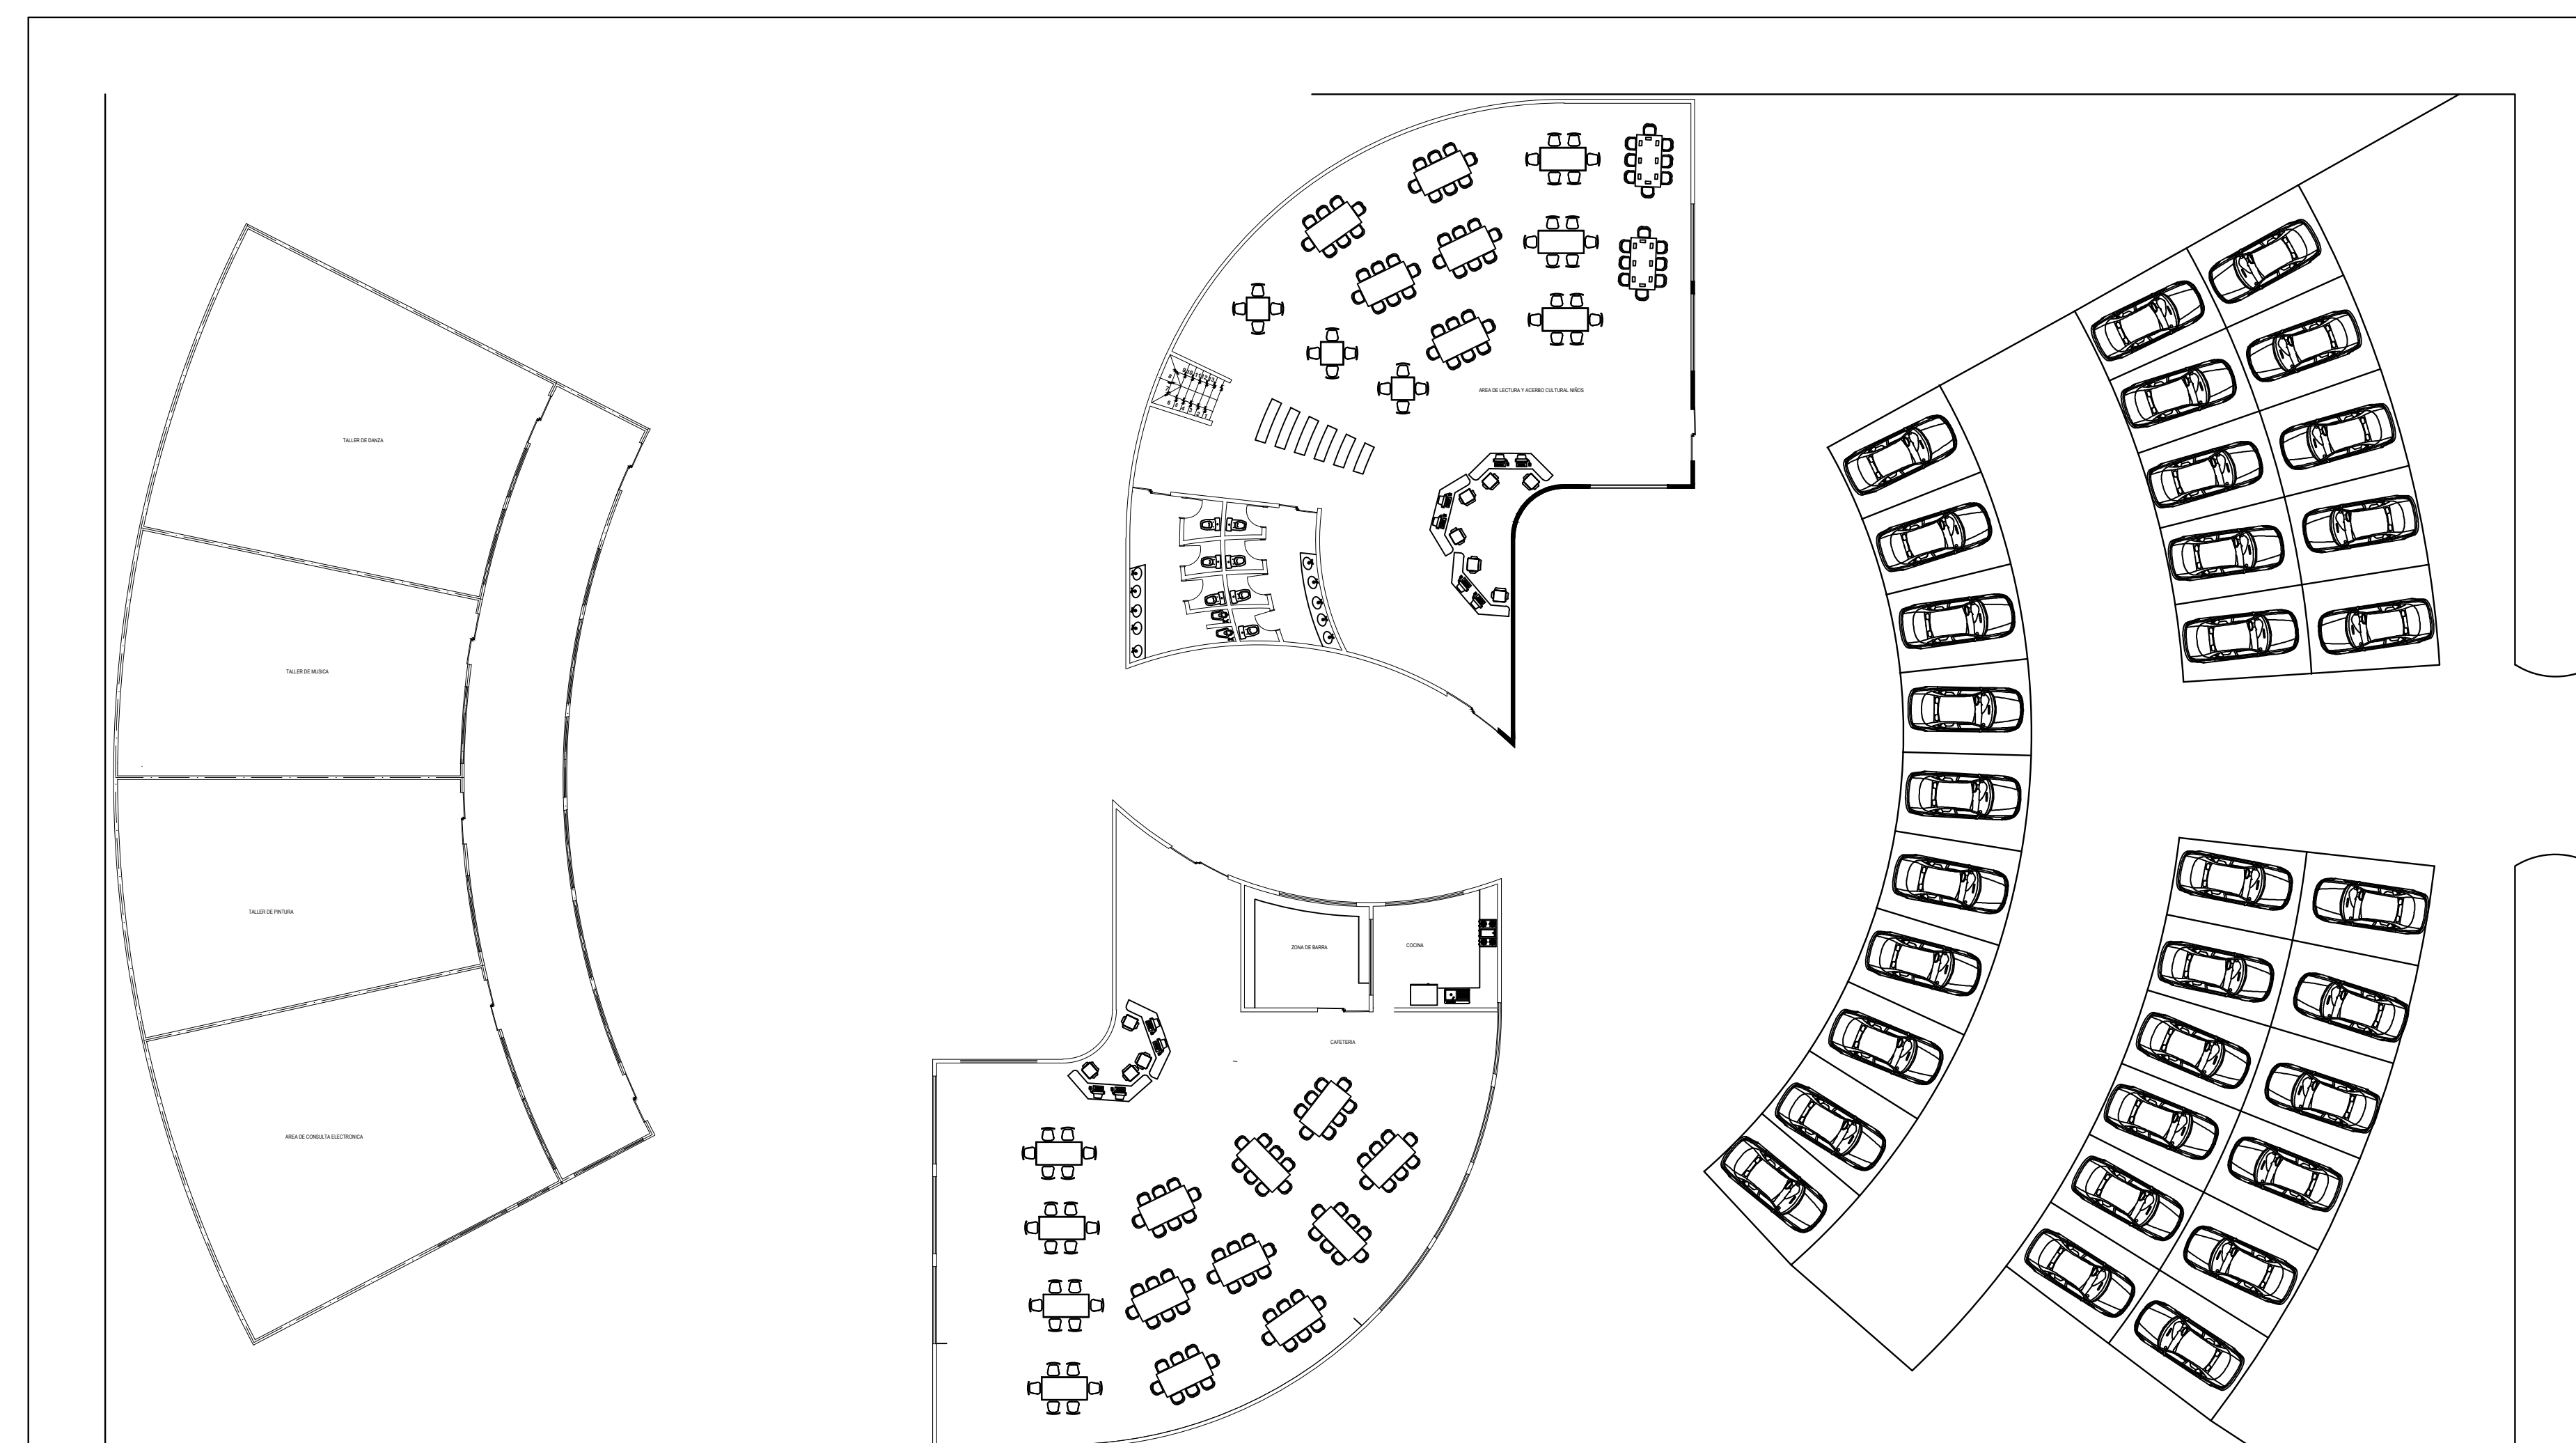 AREA DE LECTURA Y ACERBO CULTURAL NIÑOS
TALLER DE DANZA
TALLER DE MUSICA
TALLER DE PINTURA
ZONA DE BARRA
COCINA
CAFETERIA
AREA DE CONSULTA ELECTRONICA